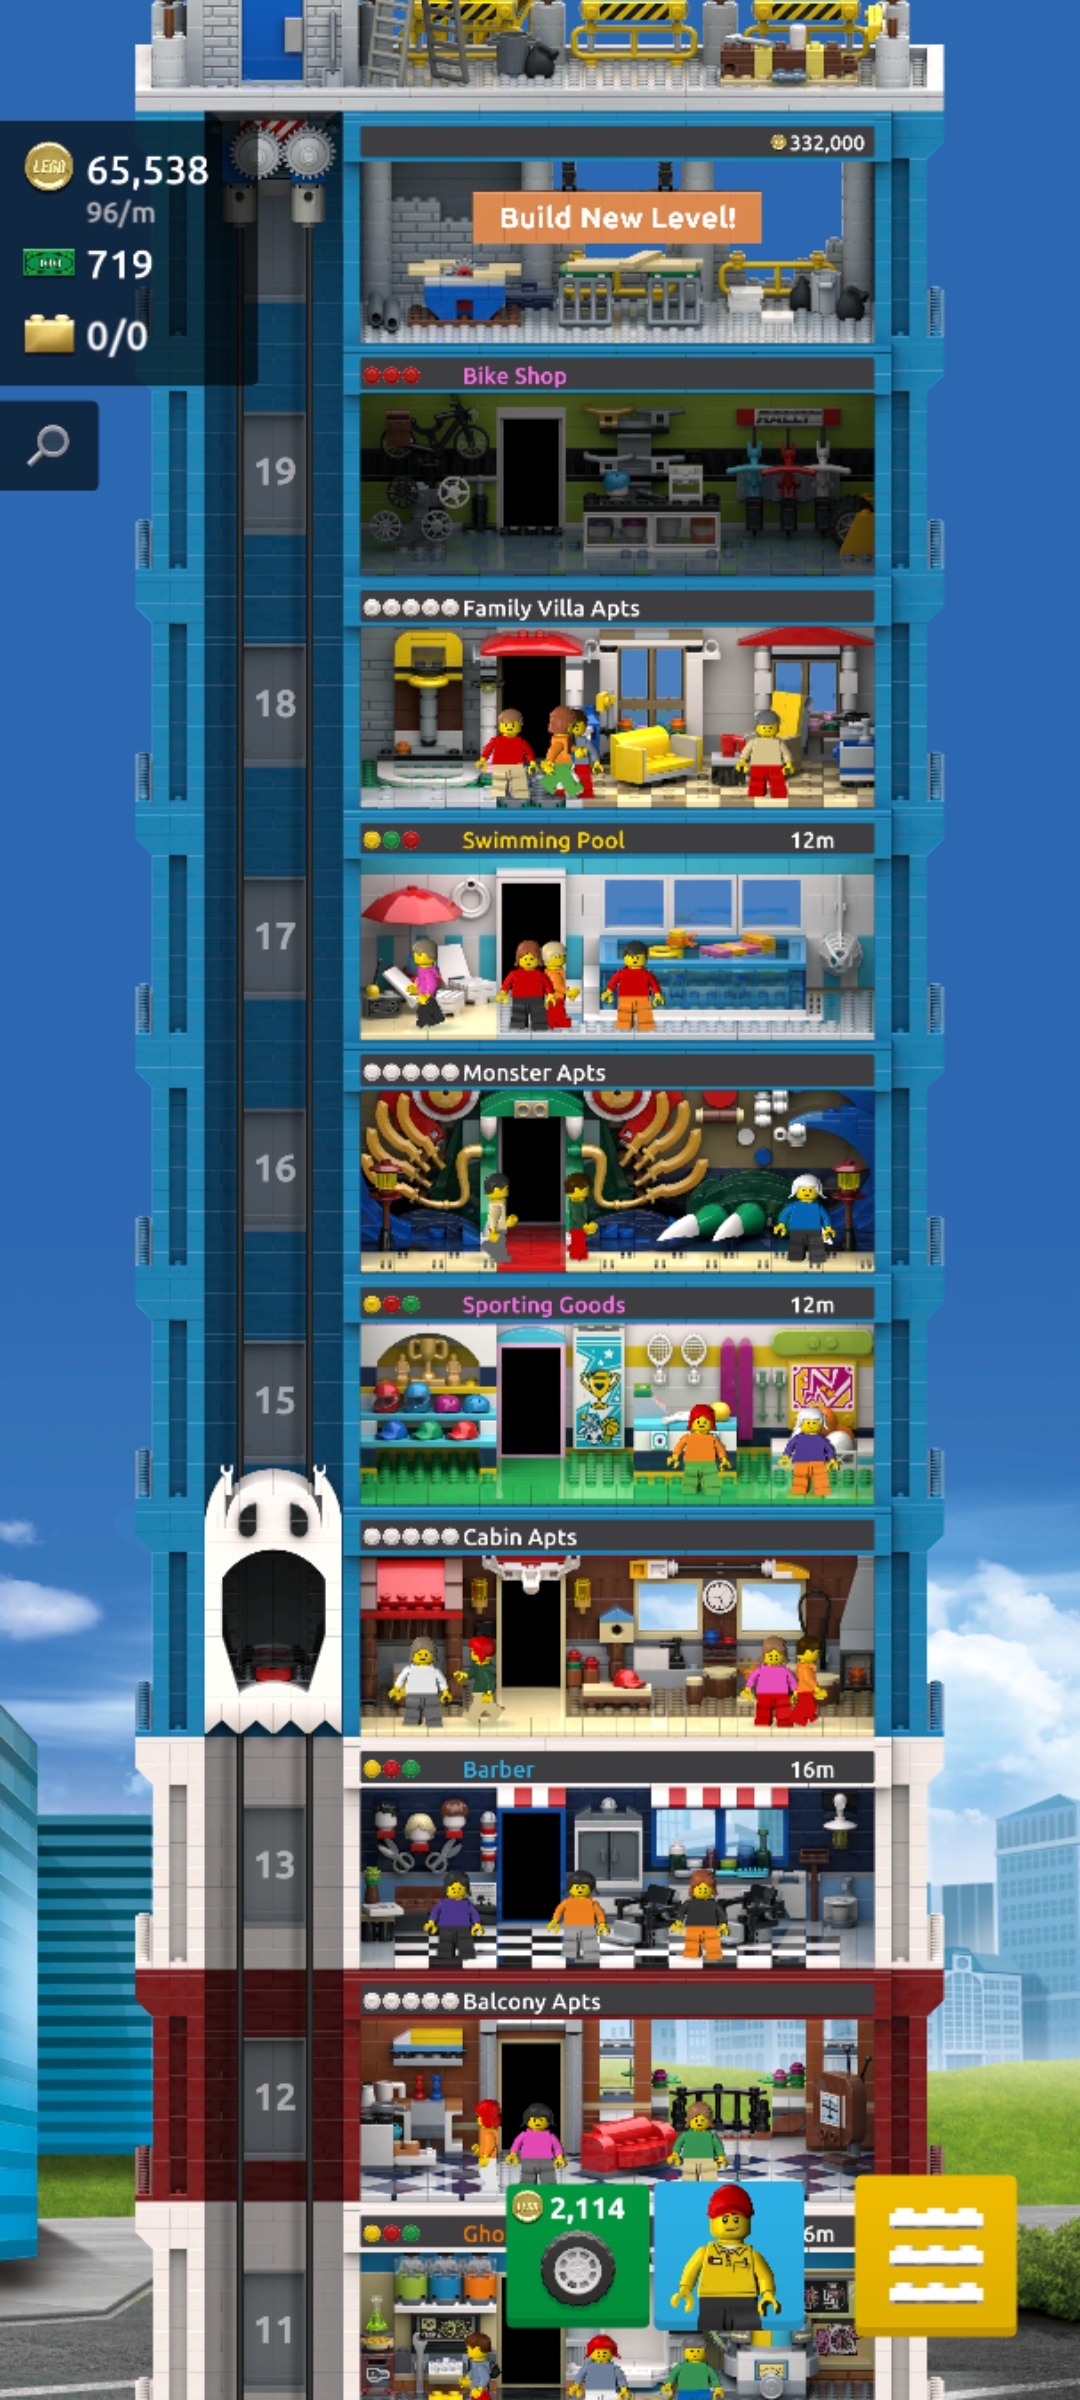 332,000
LEGO 65,538
96/m
719
0/0
Build New Level!
Bike Shop
RALLY
19
Family Villa Apts
18
Swimming Pool 12m
17
Monster Apts
16
Sporting Goods 12m
15
Cabin Apts
Barber 16m
13
Balcony Apts
12
2,114
Gho
6m
11